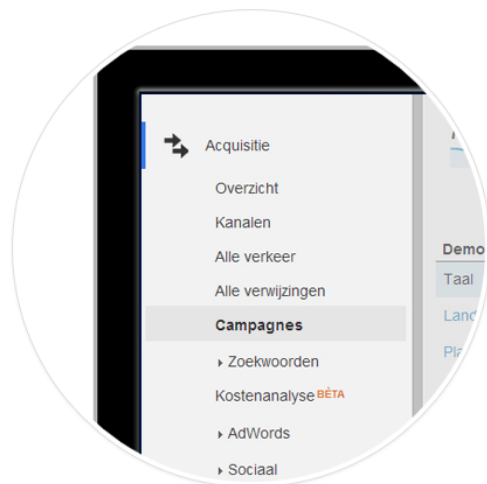 Acquisitie
Overzicht
Kanalen
Alle verkeer
Alle verwijzingen
Campagnes
Zoekwoorden
Kostenanalyse BÈTA
AdWords
Sociaal
Demo
Taal
Land
Pla